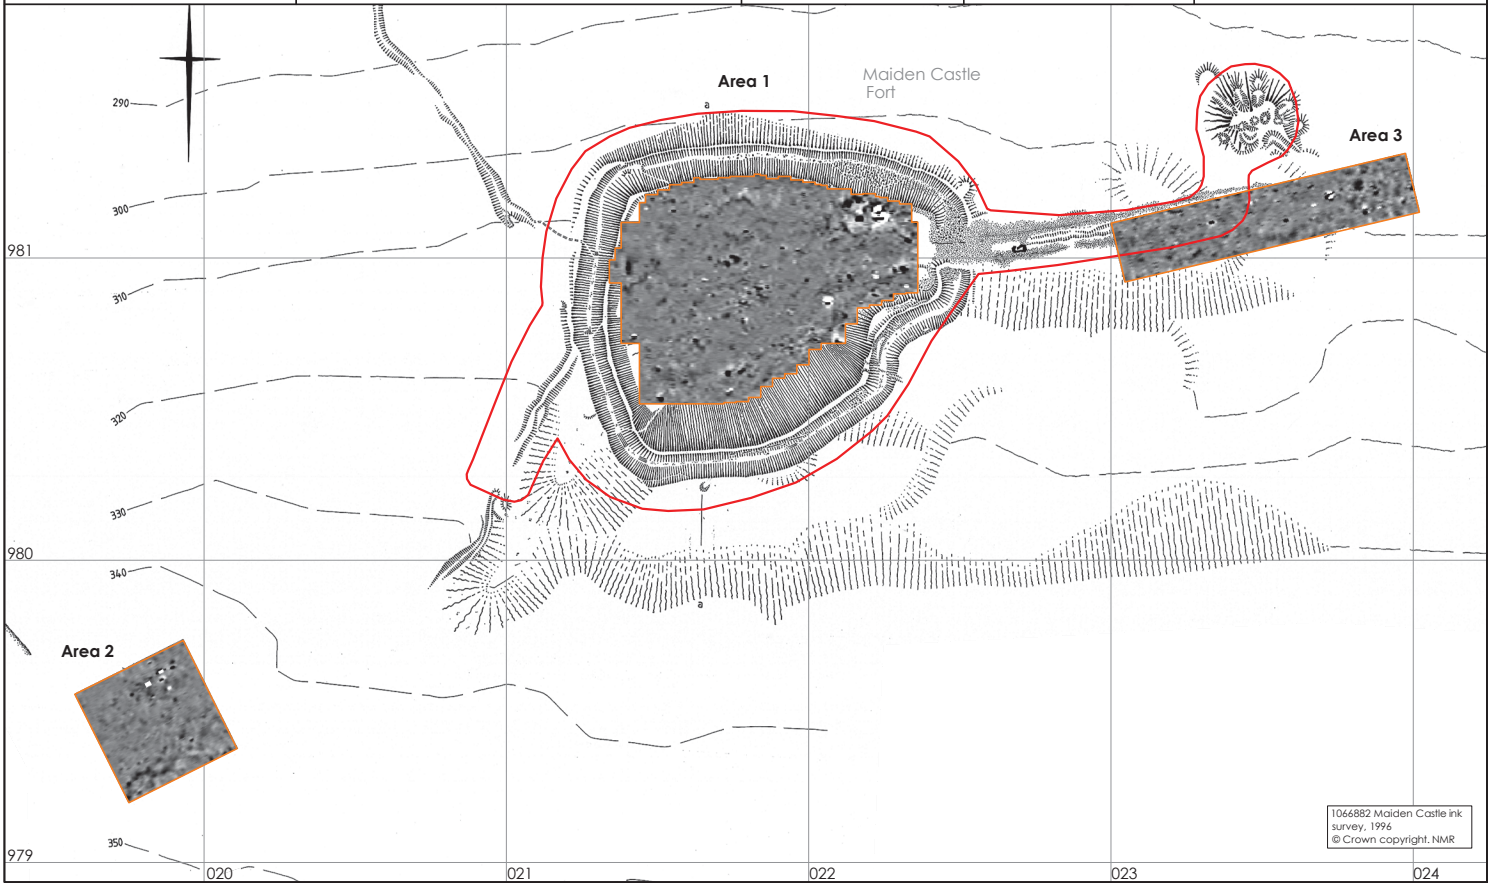 Area 1
Maiden Castle
Fort
a
290
Area 3
300
981
310
320
330
980
340
a
Area 2
1066882 Maiden Castle ink
survey, 1996
© Crown copyright. NMR
350
979
020
021
022
023
024